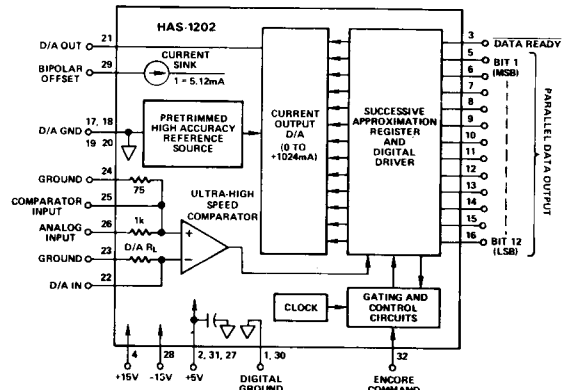 HAS-1202
D/A OUT
21
BIPOLAR
OFFSET
29
CURRENT
SINK
1 = 5.12mA
D/A GND
17, 18
19 20
PRETRIMMED
HIGH ACCURACY
REFERENCE
SOURCE
GROUND
24
75
COMPARATOR
INPUT
25
ANALOG
INPUT
26
1k
GROUND
23
D/A RL
D/A IN
22
ULTRA-HIGH
SPEED
COMPARATOR
+
−
CURRENT
OUTPUT
D/A
(0 TO
+1024mA)
SUCCESSIVE
APPROXIMATION
REGISTER
AND
DIGITAL
DRIVER
3
DATA READY
5
BIT 1
(MSB)
6
7
8
9
10
11
12
13
14
15
16
BIT 12
(LSB)
PARALLEL DATA OUTPUT
CLOCK
GATING AND
CONTROL
CIRCUITS
4
+15V
28
-15V
2, 31, 27
+5V
1, 30
DIGITAL
GROUND
32
ENCORE
COMMAND